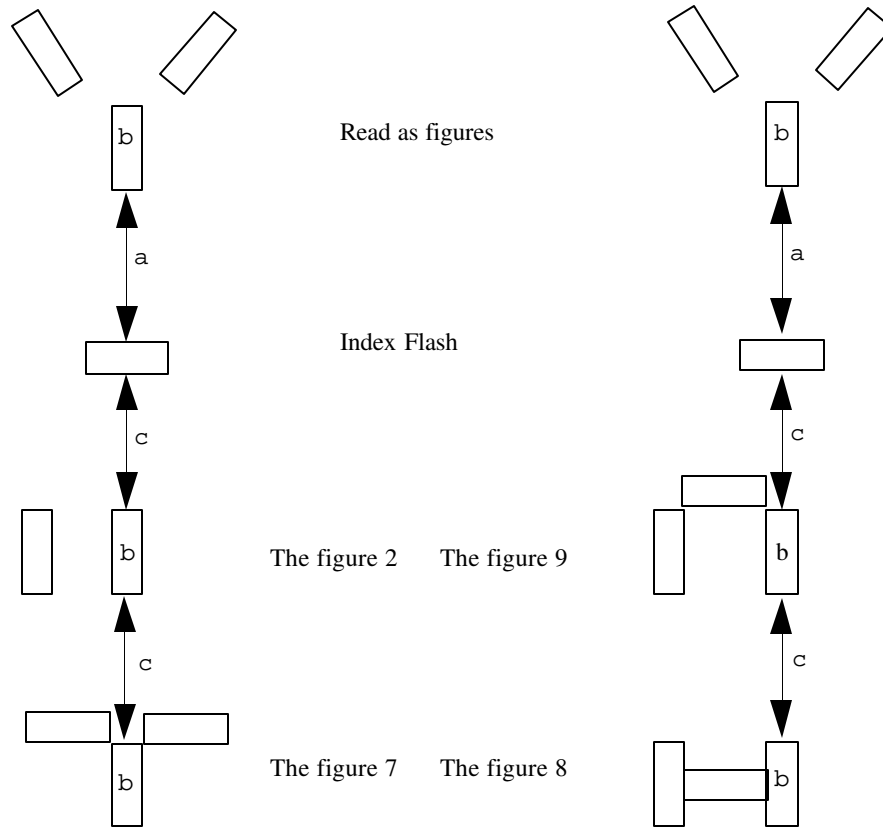 b Read as figures b
a a
Index Flash
c c
b The figure 2 The figure 9 b
c c
b The figure 7 The figure 8 b